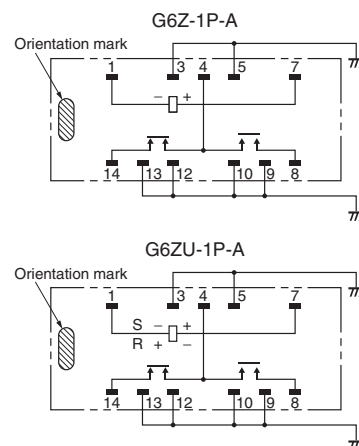 G6Z-1P-A
Orientation mark
1 3 4 5 7
− +
14 13 12 10 9 8
G6ZU-1P-A
Orientation mark
1 3 4 5 7
S − +
R + −
14 13 12 10 9 8